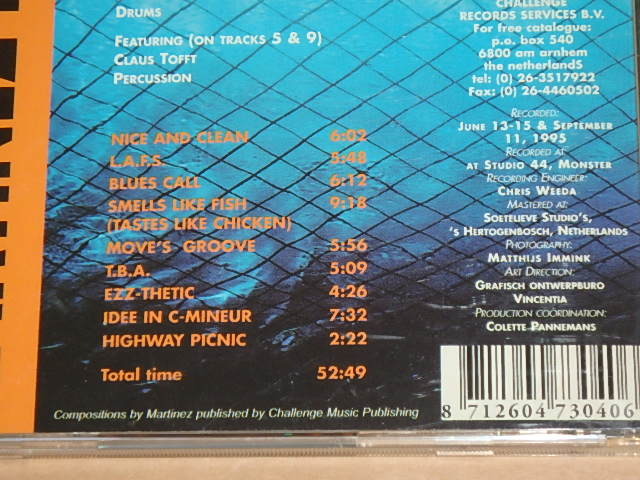 DRUMS
FEATURING (ON TRACKS 5 & 9)
CLAUS TOFFT
PERCUSSION
NICE AND CLEAN 6:02
L.A.F.S. 5:48
BLUES CALL 6:12
SMELLS LIKE FISH 9:18
(TASTES LIKE CHICKEN)
MOVE'S GROOVE 5:56
T.B.A. 5:09
EZZ-THETIC 4:26
IDEE IN C-MINEUR 7:32
HIGHWAY PICNIC 2:22
Total time 52:49
Compositions by Martinez published by Challenge Music Publishing
CHALLENGE
RECORDS SERVICES B.V.
For free catalogue:
p.o. box 540
6800 am arnhem
the netherlandS
tel: (0) 26-3517922
Fax: (0) 26-4460502
RECORDED:
JUNE 13-15 & SEPTEMBER
11, 1995
RECORDED AT:
AT STUDIO 44, MONSTER
RECORDING ENGINEER:
CHRIS WEEDA
MASTERED AT:
SOETELIEVE STUDIO'S,
'S HERTOGENBOSCH, NETHERLANDS
PHOTOGRAPHY:
MATTHIJS IMMINK
ART DIRECTION:
GRAFISCH ONTWERPBURO
VINCENTIA
PRODUCTION COÖRDINATION:
COLETTE PANNEMANS
8 712604 730406